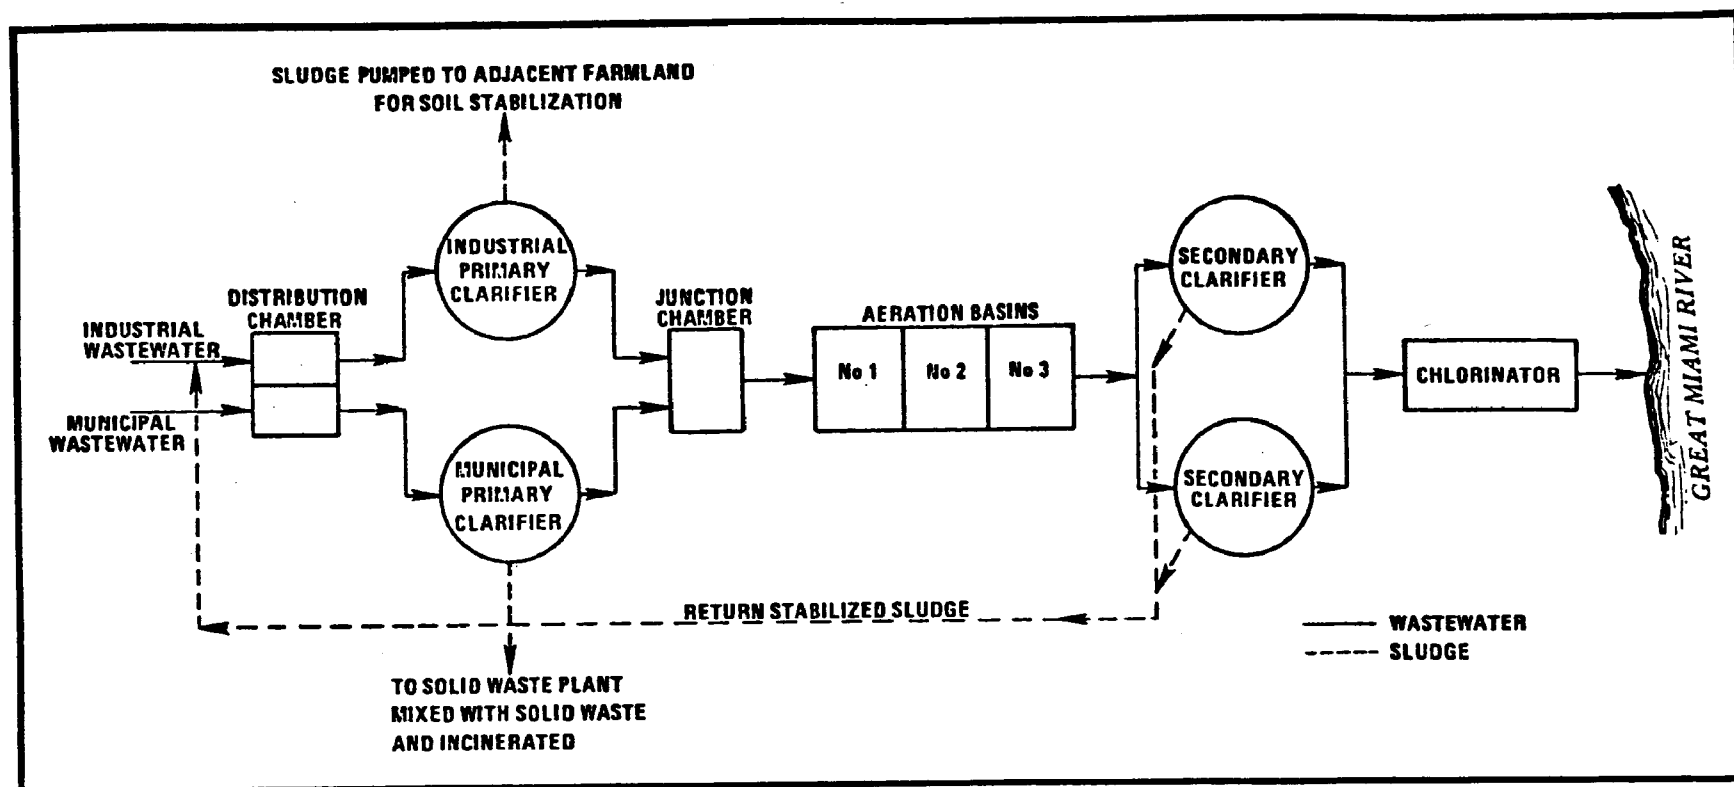 SLUDGE PUMPED TO ADJACENT FARMLAND
FOR SOIL STABILIZATION
INDUSTRIAL
PRIMARY
CLARIFIER
DISTRIBUTION
CHAMBER
INDUSTRIAL
WASTEWATER
MUNICIPAL
WASTEWATER
MUNICIPAL
PRIMARY
CLARIFIER
JUNCTION
CHAMBER
AERATION BASINS
No 1
No 2
No 3
SECONDARY
CLARIFIER
SECONDARY
CLARIFIER
CHLORINATOR
GREAT MIAMI RIVER
RETURN STABILIZED SLUDGE
WASTEWATER
SLUDGE
TO SOLID WASTE PLANT
MIXED WITH SOLID WASTE
AND INCINERATED